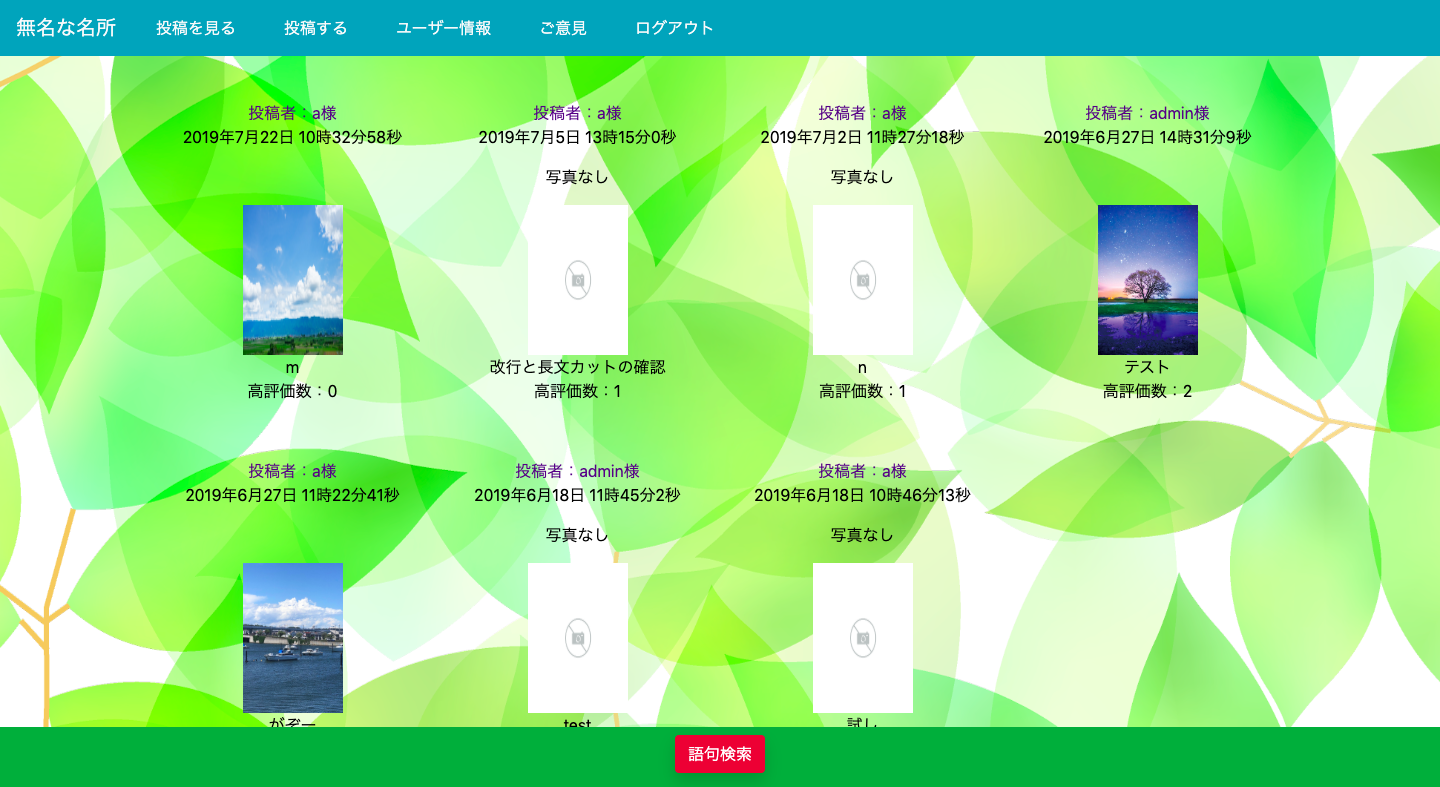 無名な名所 投稿を見る 投稿する ユーザー情報 ご意見 ログアウト
投稿者：a様
2019年7月22日 10時32分58秒
m
高評価数：0
投稿者：a様
2019年7月5日 13時15分0秒
写真なし
改行と長文カットの確認
高評価数：1
投稿者：a様
2019年7月2日 11時27分18秒
写真なし
n
高評価数：1
投稿者：admin様
2019年6月27日 14時31分9秒
テスト
高評価数：2
投稿者：a様
2019年6月27日 11時22分41秒
がぞー
投稿者：admin様
2019年6月18日 11時45分2秒
写真なし
test
投稿者：a様
2019年6月18日 10時46分13秒
写真なし
試し
語句検索